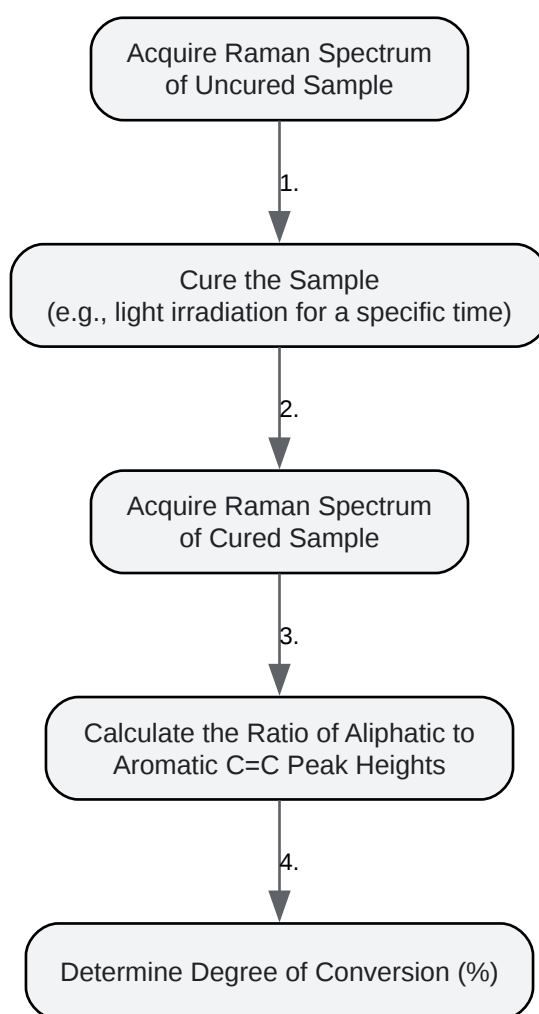 Acquire Raman Spectrum
of Uncured Sample
1.
Cure the Sample
(e.g., light irradiation for a specific time)
2.
Acquire Raman Spectrum
of Cured Sample
3.
Calculate the Ratio of Aliphatic to
Aromatic C=C Peak Heights
4.
Determine Degree of Conversion (%)